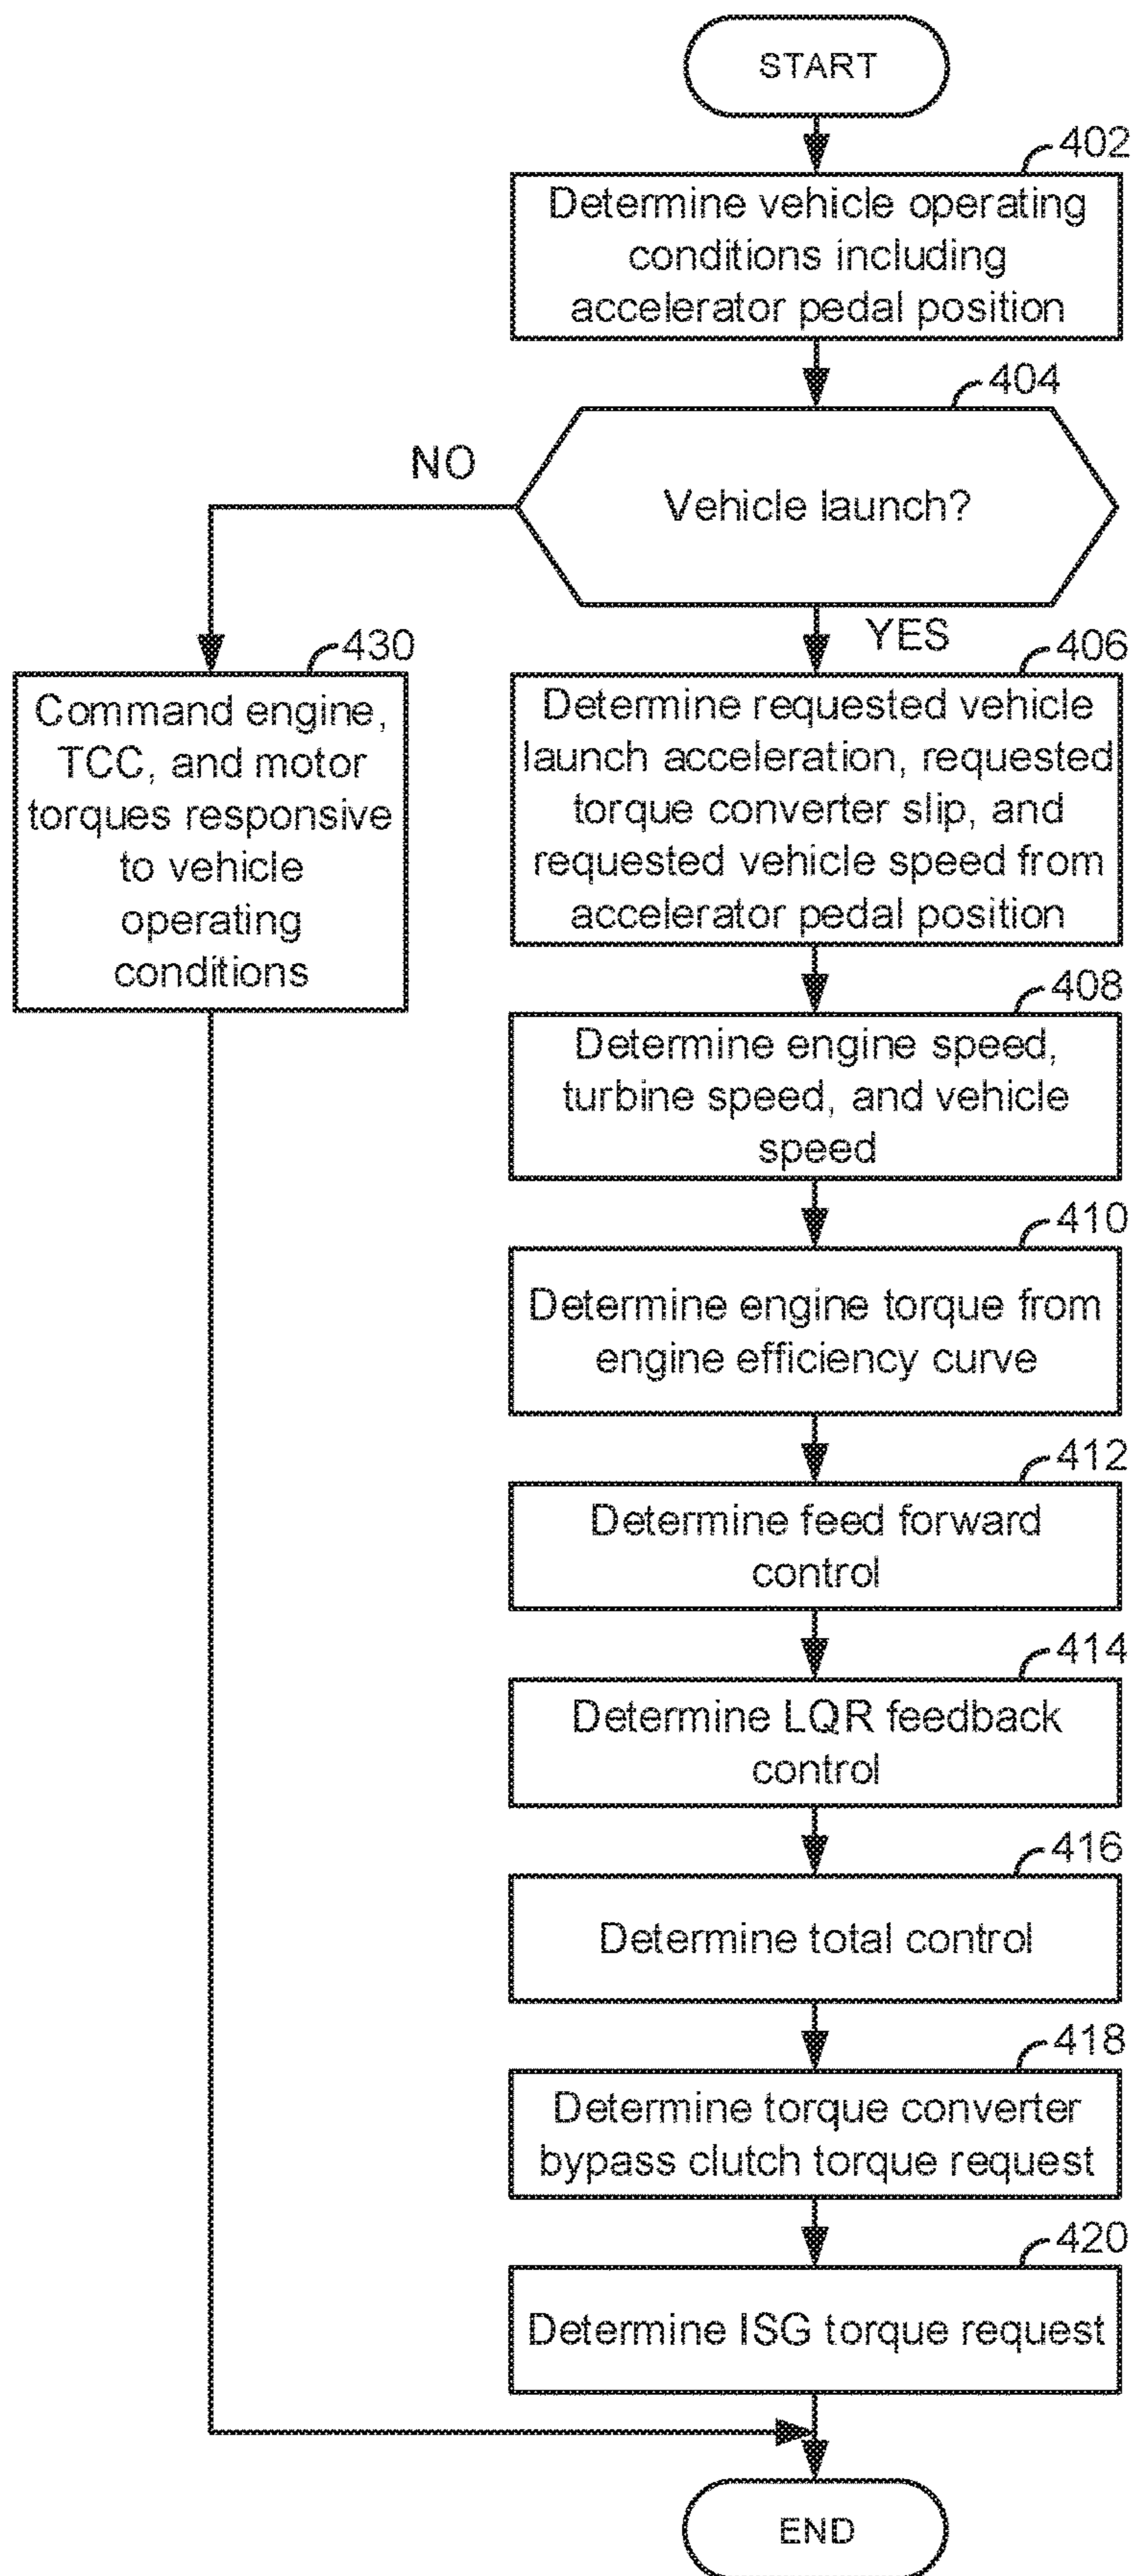 START
402
Determine vehicle operating
conditions including
accelerator pedal position
404
NO
Vehicle launch?
YES
430
Command engine,
TCC, and motor
torques responsive
to vehicle
operating
conditions
406
Determine requested vehicle
launch acceleration, requested
torque converter slip, and
requested vehicle speed from
accelerator pedal position
408
Determine engine speed,
turbine speed, and vehicle
speed
410
Determine engine torque from
engine efficiency curve
412
Determine feed forward
control
414
Determine LQR feedback
control
416
Determine total control
418
Determine torque converter
bypass clutch torque request
420
Determine ISG torque request
END